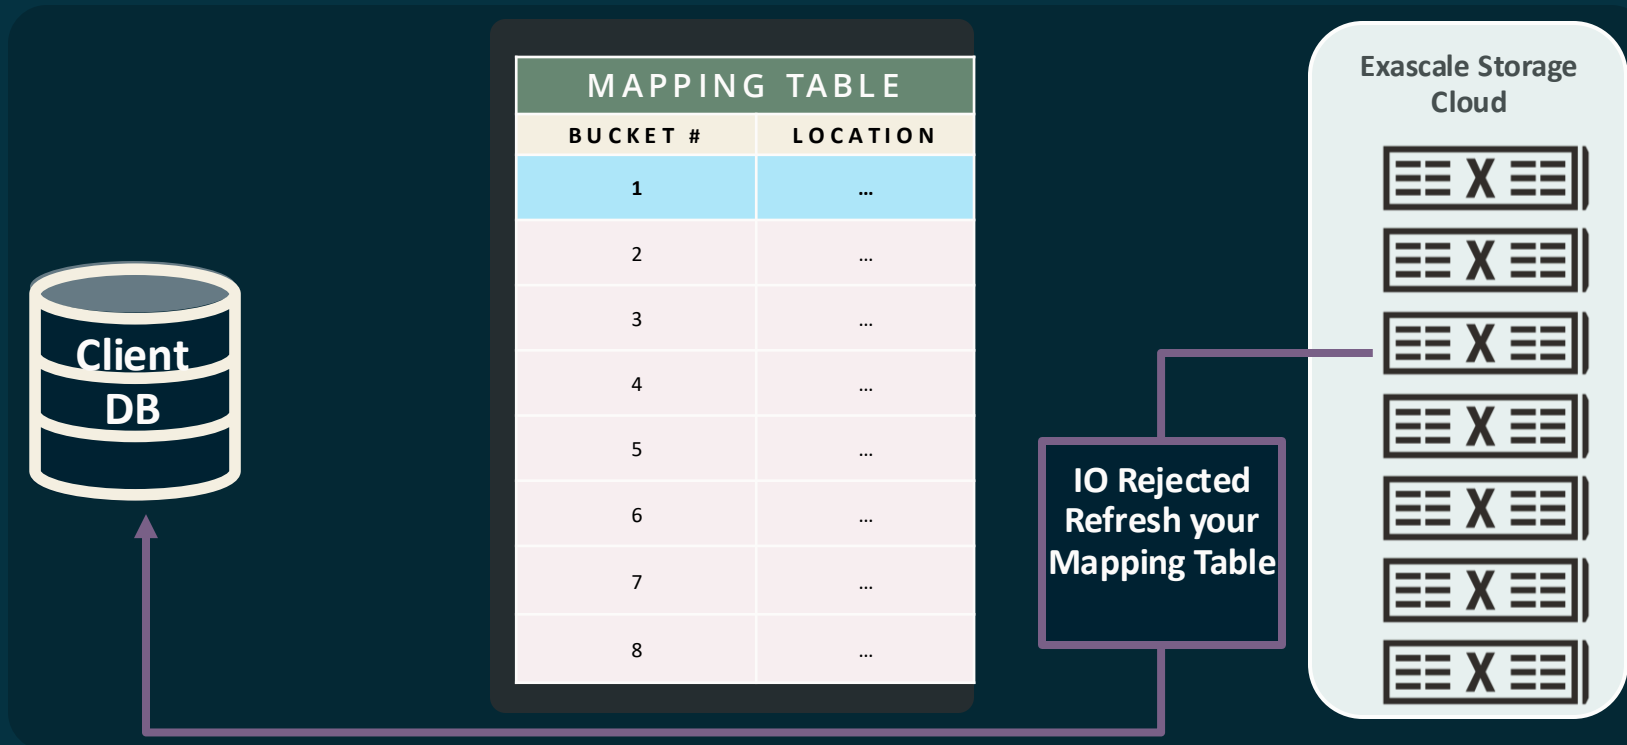 Client
DB
MAPPING TABLE
BUCKET # LOCATION
1 ...
2 ...
3 ...
4 ...
5 ...
6 ...
7 ...
8 ...
IO Rejected
Refresh your
Mapping Table
Exascale Storage
Cloud
X
X
X
X
X
X
X